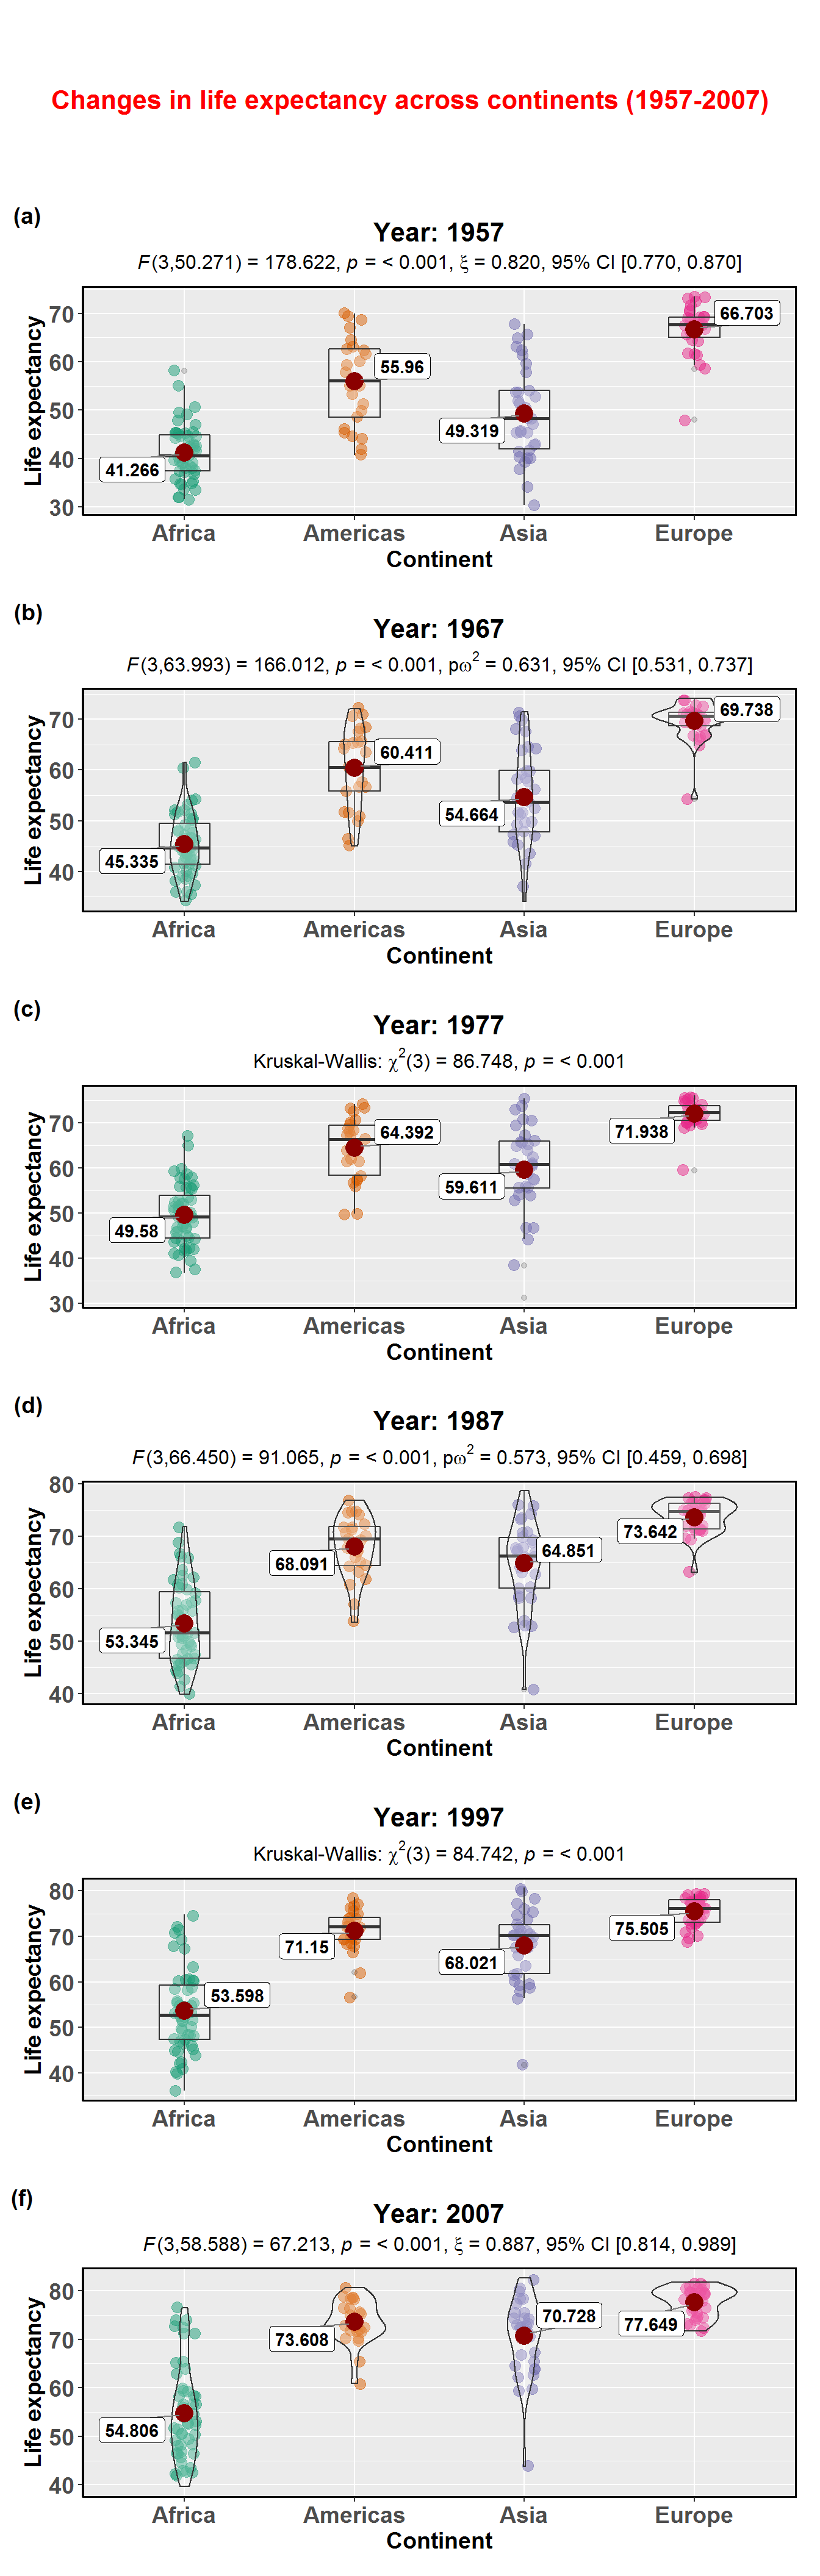 Changes in life expectancy across continents (1957-2007)
(a)
Year: 1957
F(3,50.271) = 178.622, p = < 0.001, ξ = 0.820, 95% CI [0.770, 0.870]
Life expectancy
70
60
50
40
30
41.266
55.96
49.319
66.703
Africa Americas Asia Europe
Continent
(b)
Year: 1967
F(3,63.993) = 166.012, p = < 0.001, pω² = 0.631, 95% CI [0.531, 0.737]
Life expectancy
70
60
50
40
45.335
60.411
54.664
69.738
Africa Americas Asia Europe
Continent
(c)
Year: 1977
Kruskal-Wallis: χ²(3) = 86.748, p = < 0.001
Life expectancy
70
60
50
40
30
49.58
64.392
59.611
71.938
Africa Americas Asia Europe
Continent
(d)
Year: 1987
F(3,66.450) = 91.065, p = < 0.001, pω² = 0.573, 95% CI [0.459, 0.698]
Life expectancy
80
70
60
50
40
53.345
68.091
64.851
73.642
Africa Americas Asia Europe
Continent
(e)
Year: 1997
Kruskal-Wallis: χ²(3) = 84.742, p = < 0.001
Life expectancy
80
70
60
50
40
53.598
71.15
68.021
75.505
Africa Americas Asia Europe
Continent
(f)
Year: 2007
F(3,58.588) = 67.213, p = < 0.001, ξ = 0.887, 95% CI [0.814, 0.989]
Life expectancy
80
70
60
50
40
54.806
73.608
70.728
77.649
Africa Americas Asia Europe
Continent